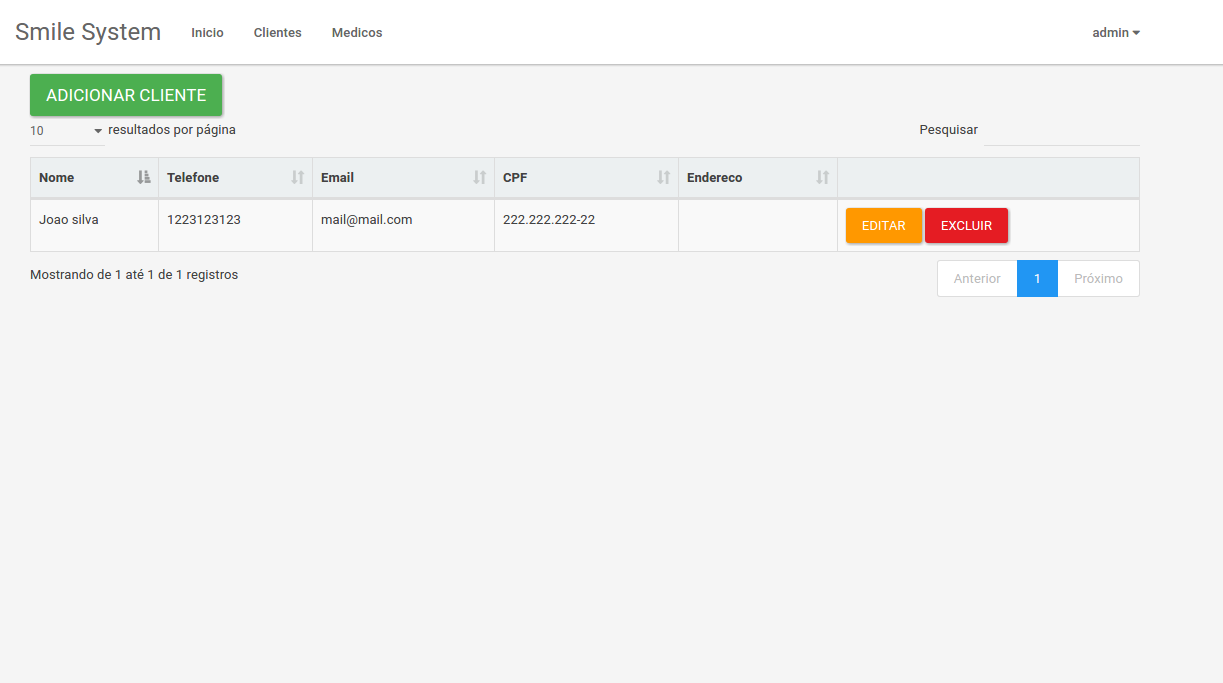 Smile System Inicio Clientes Medicos admin
ADICIONAR CLIENTE
10 resultados por página Pesquisar
Nome Telefone Email CPF Endereco
Joao silva 1223123123 mail@mail.com 222.222.222-22 EDITAR EXCLUIR
Mostrando de 1 até 1 de 1 registros Anterior 1 Próximo